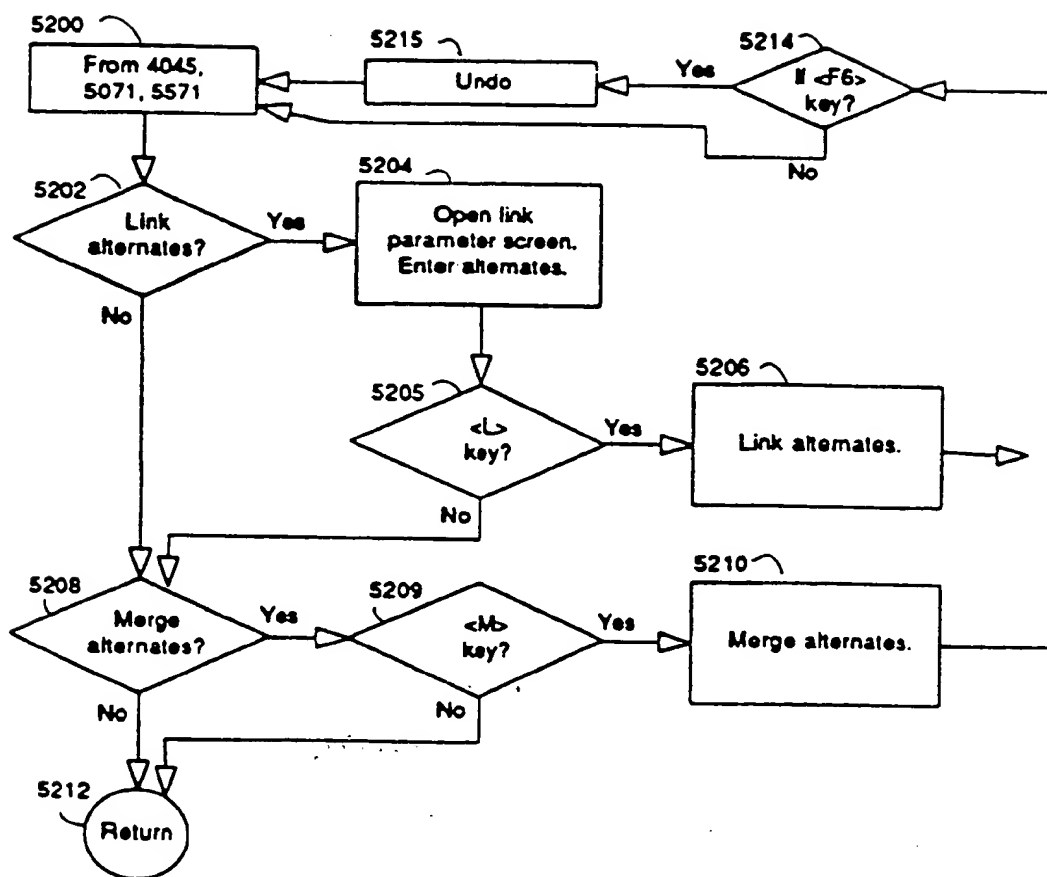 5200
From 4045,
5071, 5571
5215
Undo
Yes
5214
If <F6>
key?
No
5202
Link
alternates?
Yes
No
5204
Open link
parameter screen.
Enter alternates.
5205
<L>
key?
Yes
No
5206
Link alternates.
5208
Merge
alternates?
Yes
No
5209
<M>
key?
Yes
No
5210
Merge alternates.
5212
Return